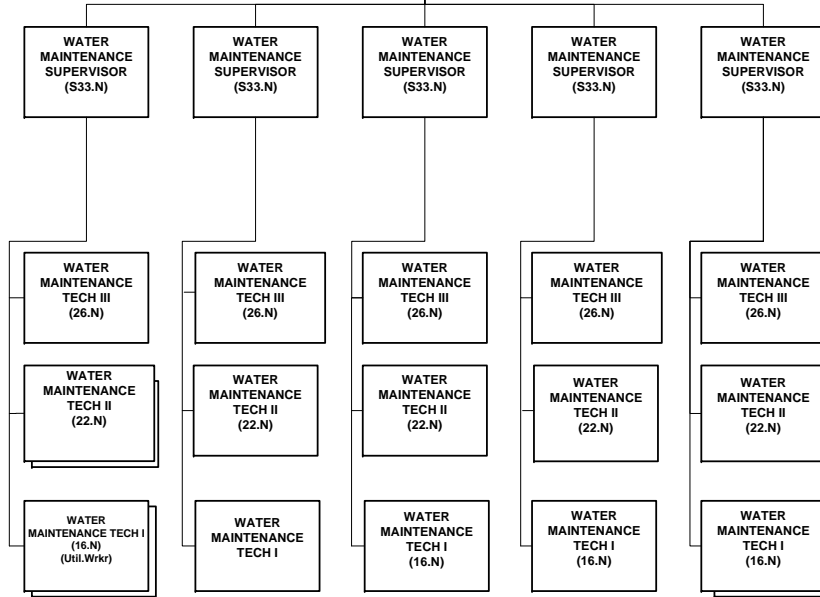 WATER
MAINTENANCE
SUPERVISOR
(S33.N)
WATER
MAINTENANCE
SUPERVISOR
(S33.N)
WATER
MAINTENANCE
SUPERVISOR
(S33.N)
WATER
MAINTENANCE
SUPERVISOR
(S33.N)
WATER
MAINTENANCE
SUPERVISOR
(S33.N)
WATER
MAINTENANCE
TECH III
(26.N)
WATER
MAINTENANCE
TECH III
(26.N)
WATER
MAINTENANCE
TECH III
(26.N)
WATER
MAINTENANCE
TECH III
(26.N)
WATER
MAINTENANCE
TECH III
(26.N)
WATER
MAINTENANCE
TECH II
(22.N)
WATER
MAINTENANCE
TECH II
(22.N)
WATER
MAINTENANCE
TECH II
(22.N)
WATER
MAINTENANCE
TECH II
(22.N)
WATER
MAINTENANCE
TECH II
(22.N)
WATER
MAINTENANCE TECH I
(16.N)
(Util.Wrkr)
WATER
MAINTENANCE
TECH I
WATER
MAINTENANCE
TECH I
(16.N)
WATER
MAINTENANCE
TECH I
(16.N)
WATER
MAINTENANCE
TECH I
(16.N)